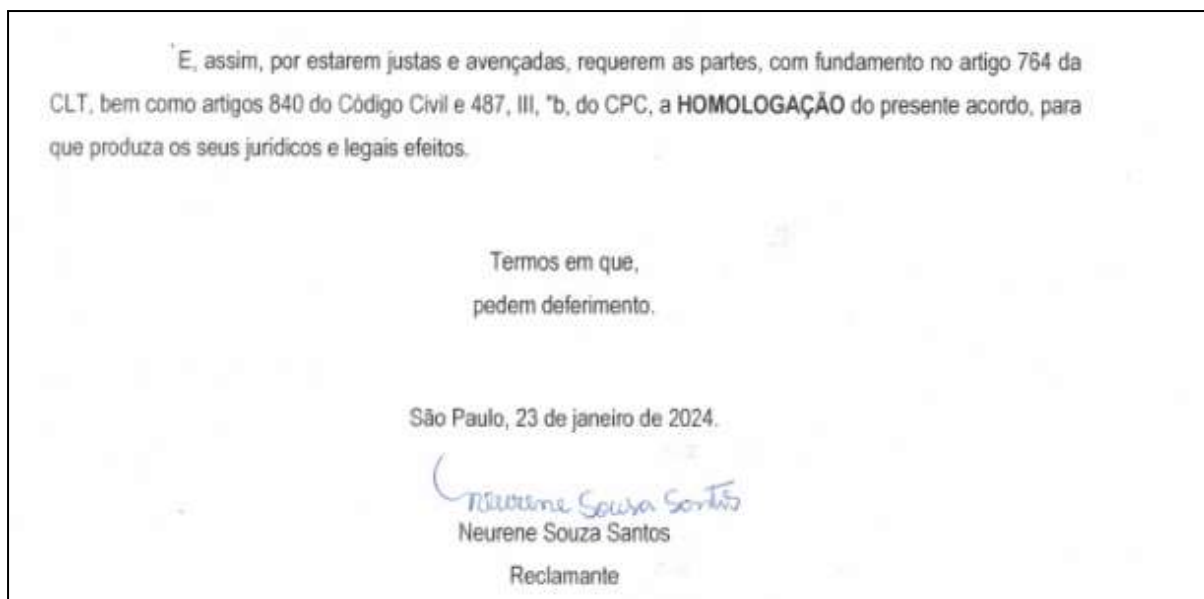 E, assim, por estarem justas e avençadas, requerem as partes, com fundamento no artigo 764 da
CLT, bem como artigos 840 do Código Civil e 487, III, "b, do CPC, a HOMOLOGAÇÃO do presente acordo, para
que produza os seus jurídicos e legais efeitos.
Termos em que,
pedem deferimento.
São Paulo, 23 de janeiro de 2024.
Neurene Sousa Santos
Neurene Souza Santos
Reclamante